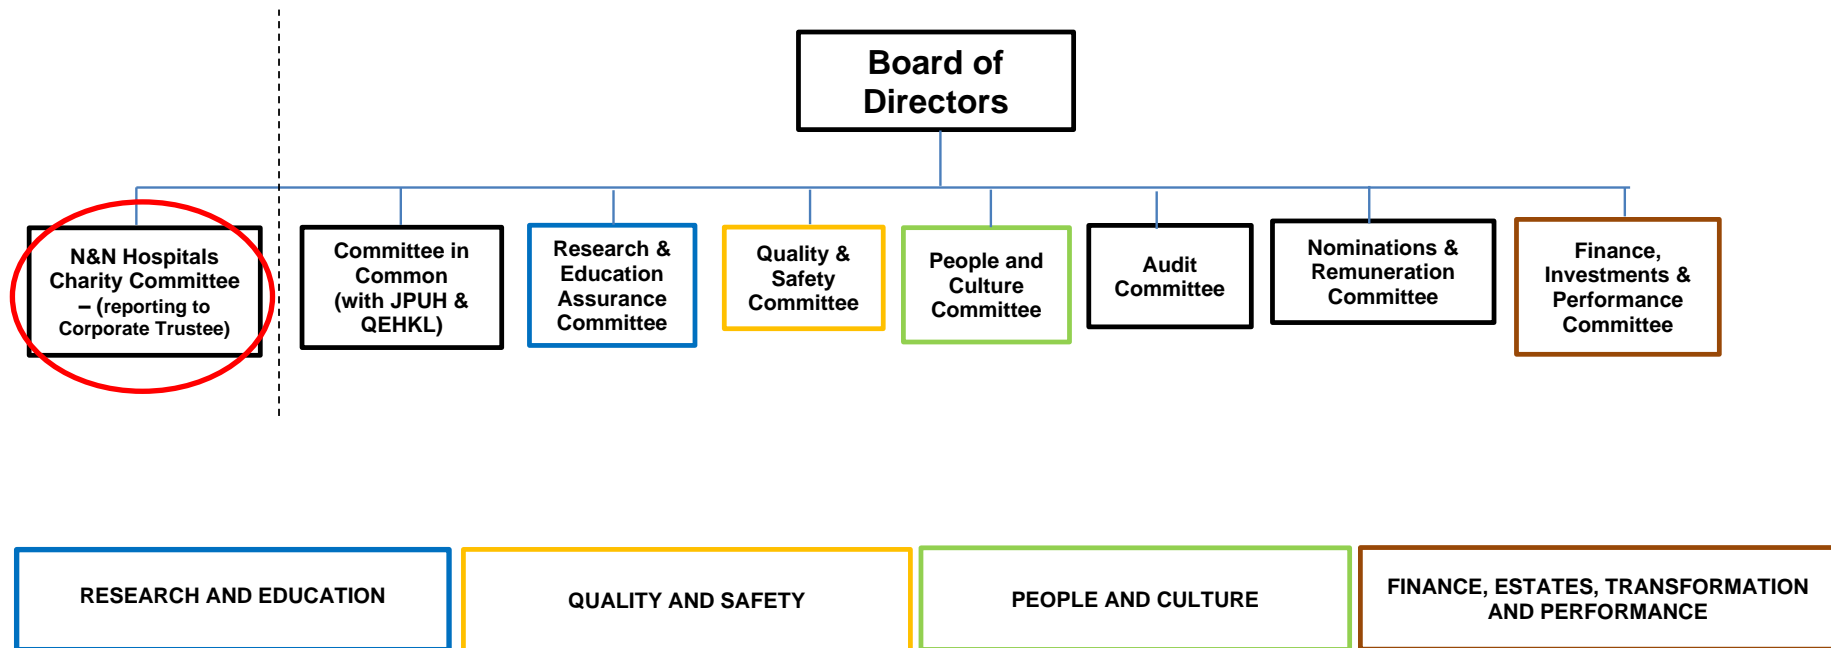 Board of
Directors
N&N Hospitals
Charity Committee
– (reporting to
Corporate Trustee)
Committee in
Common
(with JPUH &
QEHKL)
Research &
Education
Assurance
Committee
Quality &
Safety
Committee
People and
Culture
Committee
Audit
Committee
Nominations &
Remuneration
Committee
Finance,
Investments &
Performance
Committee
RESEARCH AND EDUCATION
QUALITY AND SAFETY
PEOPLE AND CULTURE
FINANCE, ESTATES, TRANSFORMATION
AND PERFORMANCE